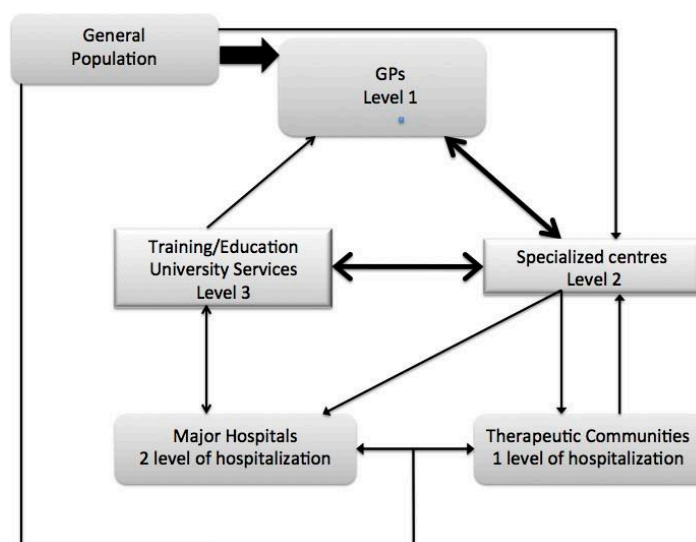 General
Population
GPs
Level 1
Training/Education
University Services
Level 3
Specialized centres
Level 2
Major Hospitals
2 level of hospitalization
Therapeutic Communities
1 level of hospitalization